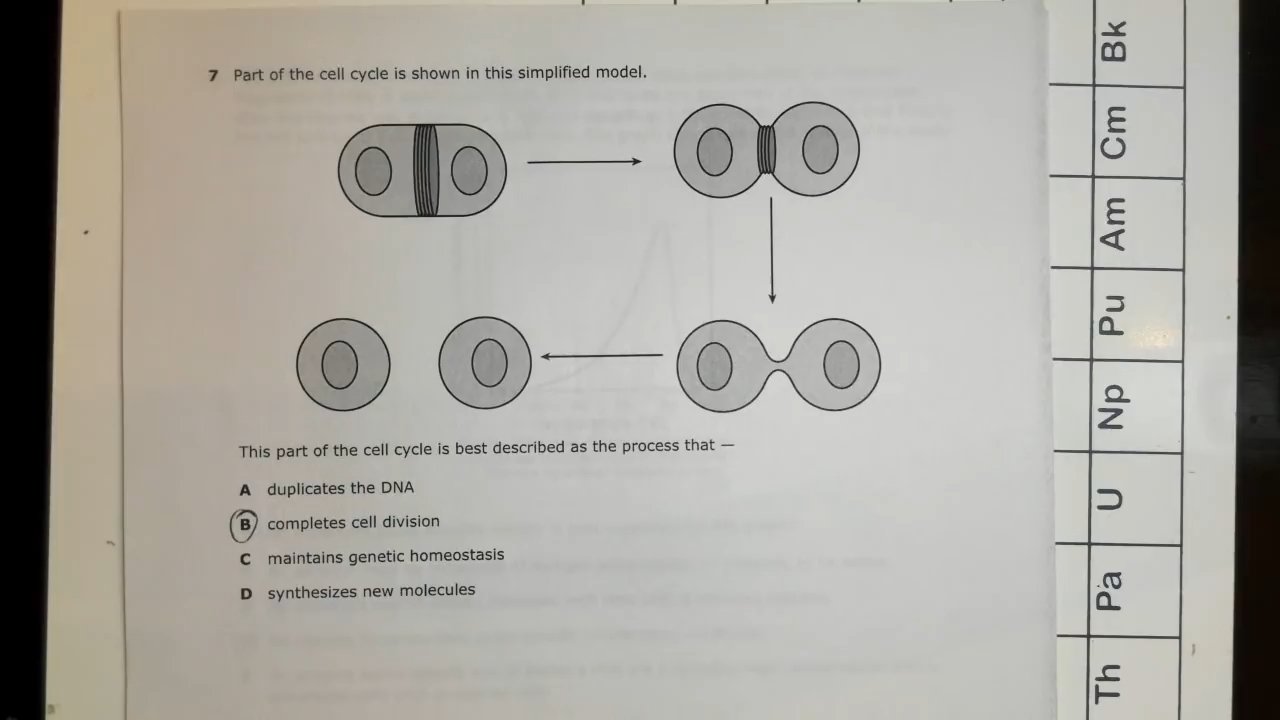 7 Part of the cell cycle is shown in this simplified model.
This part of the cell cycle is best described as the process that —
A duplicates the DNA
B completes cell division
C maintains genetic homeostasis
D synthesizes new molecules
Bk
Cm
Am
Pu
Np
U
Pa
Th